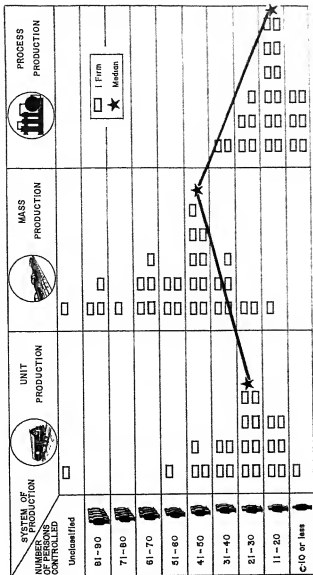 SYSTEM OF
PRODUCTION
NUMBER
OF PERSONS
CONTROLLED
UNIT
PRODUCTION
MASS
PRODUCTION
PROCESS
PRODUCTION
1 Firm
Median
Unclassified
81-90
71-80
61-70
51-60
41-50
31-40
21-30
11-20
C-10 or less